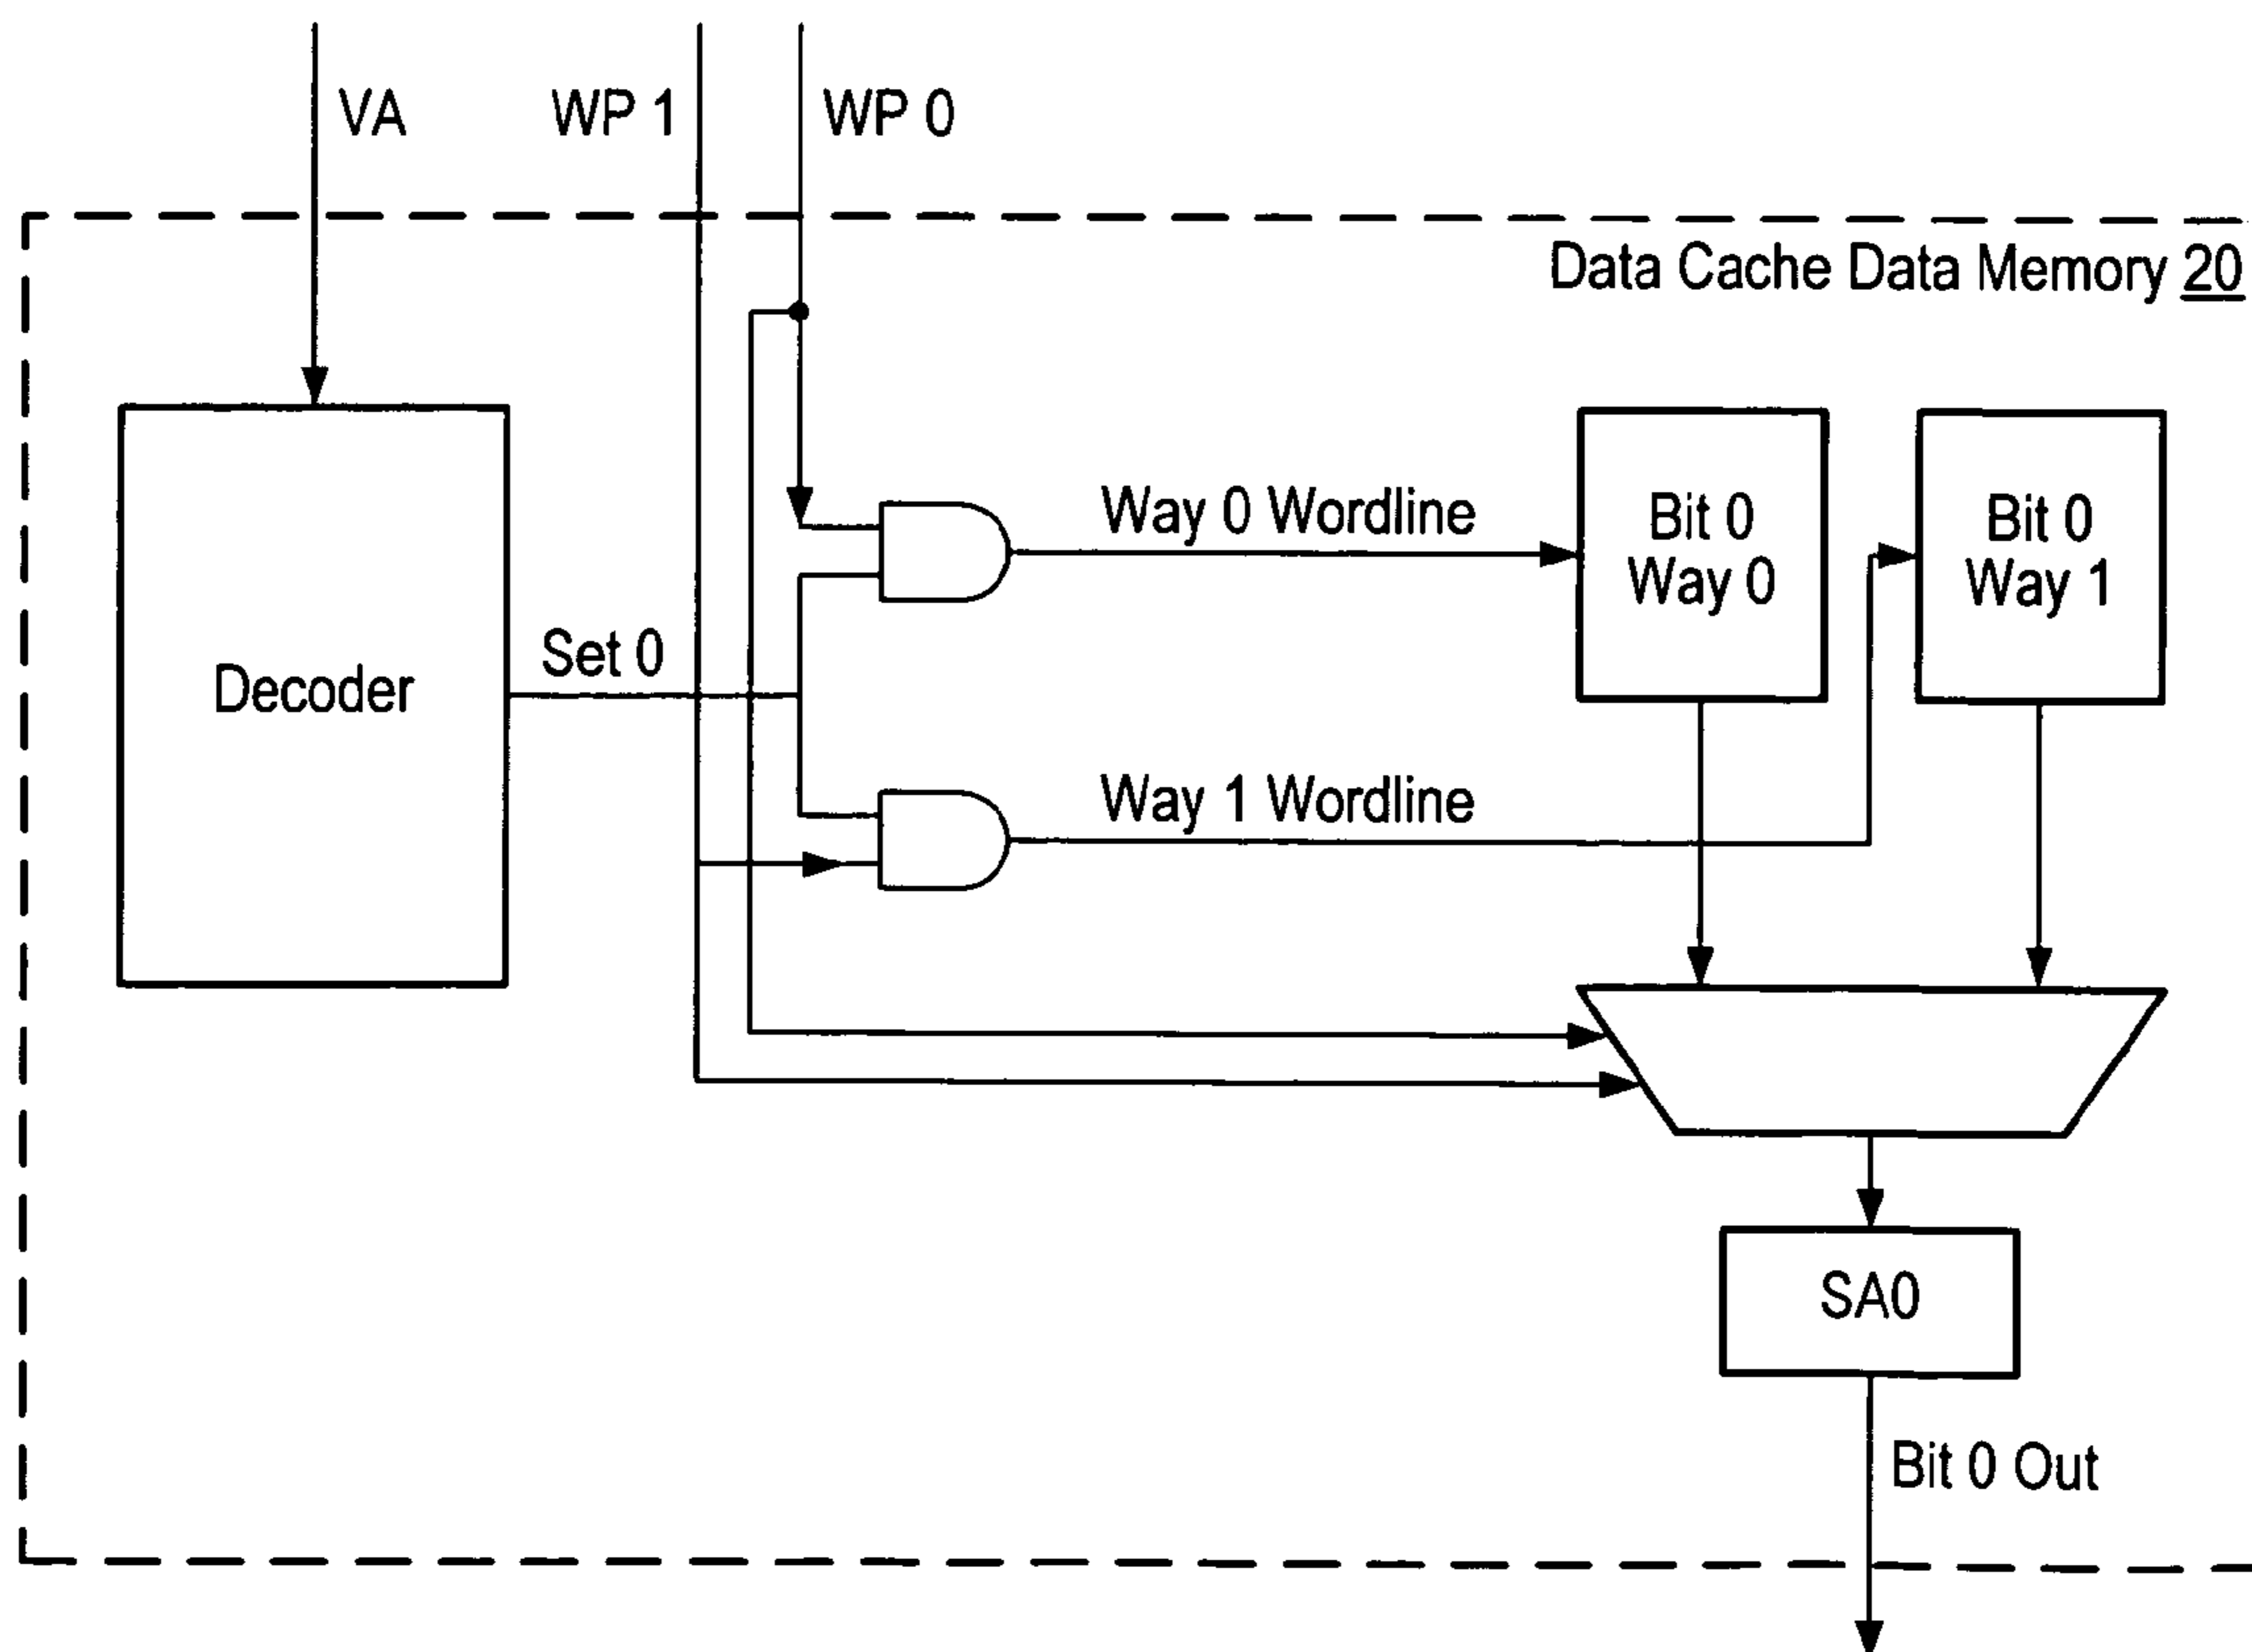 VA
WP 1
WP 0
Data Cache Data Memory 20
Decoder
Set 0
Way 0 Wordline
Way 1 Wordline
Bit 0
Way 0
Bit 0
Way 1
SA0
Bit 0 Out